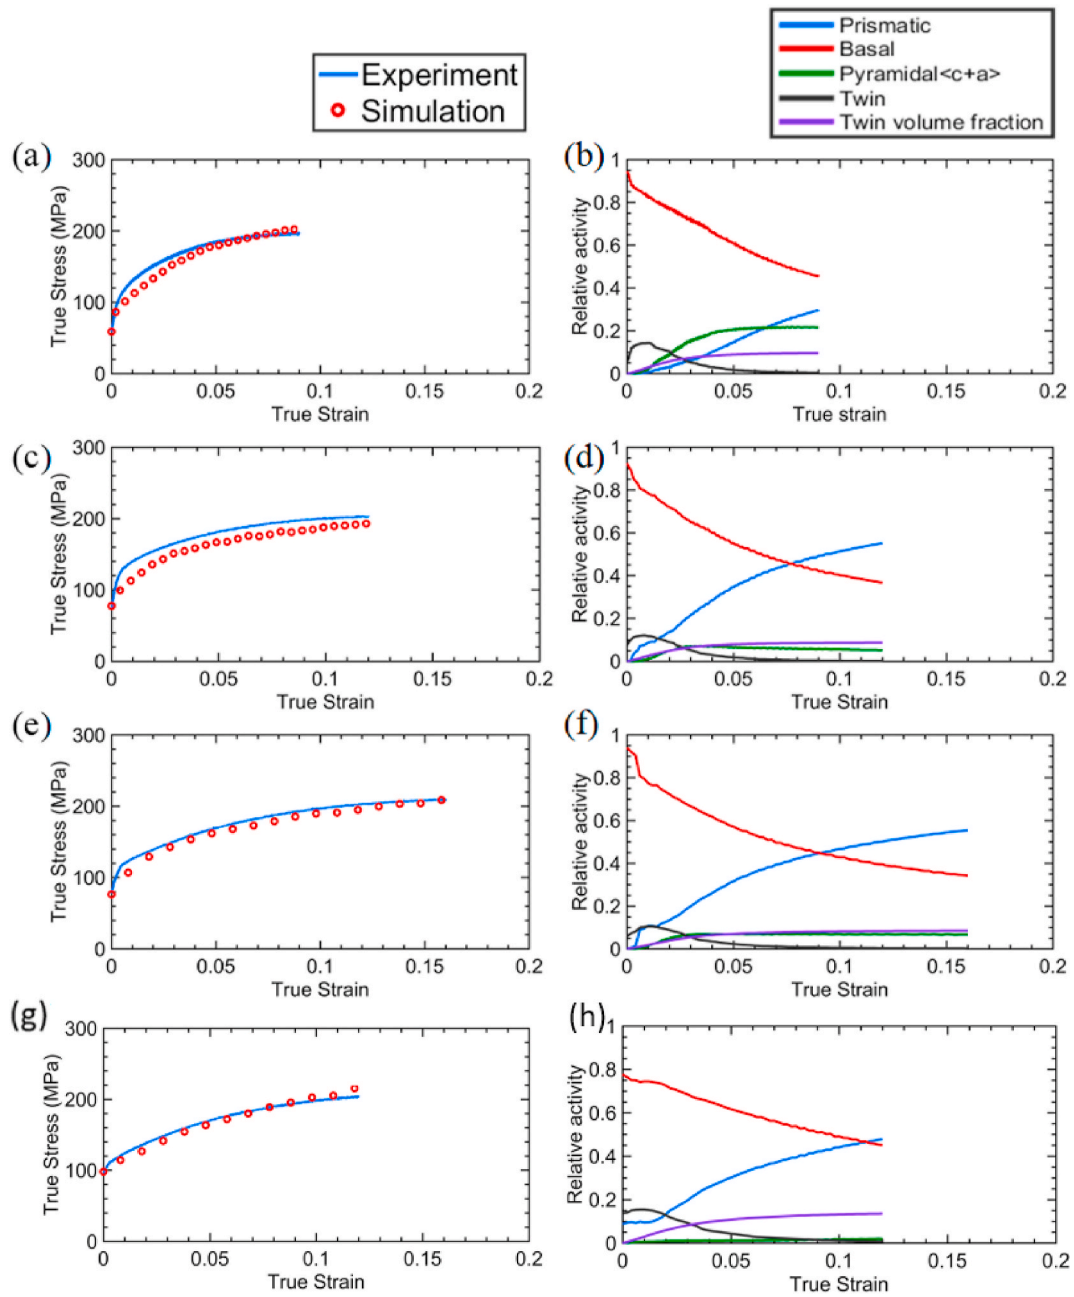 Experiment
Simulation
Prismatic
Basal
Pyramidal<c+a>
Twin
Twin volume fraction
(a)
True Stress (MPa)
300
200
100
0
0 0.05 0.1 0.15 0.2
True Strain
(b)
Relative activity
1
0.8
0.6
0.4
0.2
0
0 0.05 0.1 0.15 0.2
True strain
(c)
True Stress (MPa)
300
200
100
0
0 0.05 0.1 0.15 0.2
True Strain
(d)
Relative activity
1
0.8
0.6
0.4
0.2
0
0 0.05 0.1 0.15 0.2
True Strain
(e)
True Stress (MPa)
300
200
100
0
0 0.05 0.1 0.15 0.2
True Strain
(f)
Relative activity
1
0.8
0.6
0.4
0.2
0
0 0.05 0.1 0.15 0.2
True Strain
(g)
True Stress (MPa)
300
200
100
0
0 0.05 0.1 0.15 0.2
True Strain
(h)
Relative activity
1
0.8
0.6
0.4
0.2
0
0 0.05 0.1 0.15 0.2
True Strain